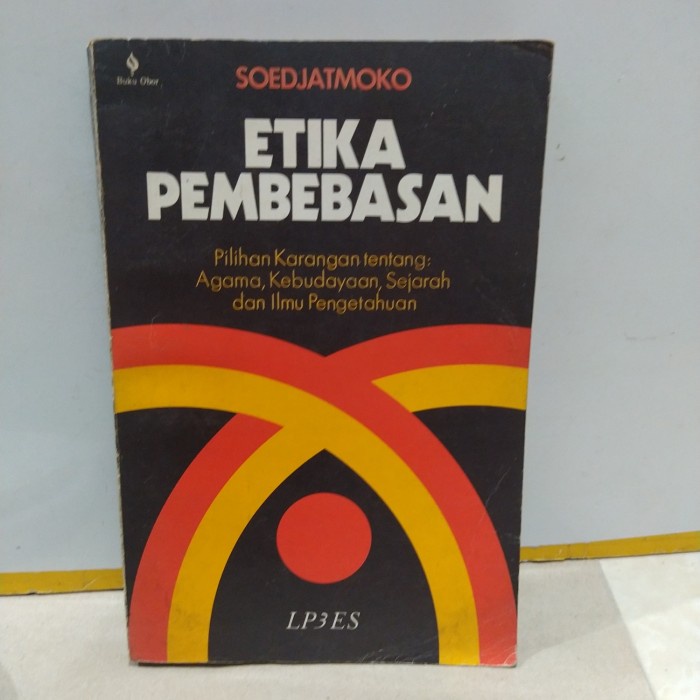 Buku Obor
SOEDJATMOKO
ETIKA
PEMBEBASAN
Pilihan Karangan tentang:
Agama, Kebudayaan, Sejarah
dan Ilmu Pengetahuan
LP3ES